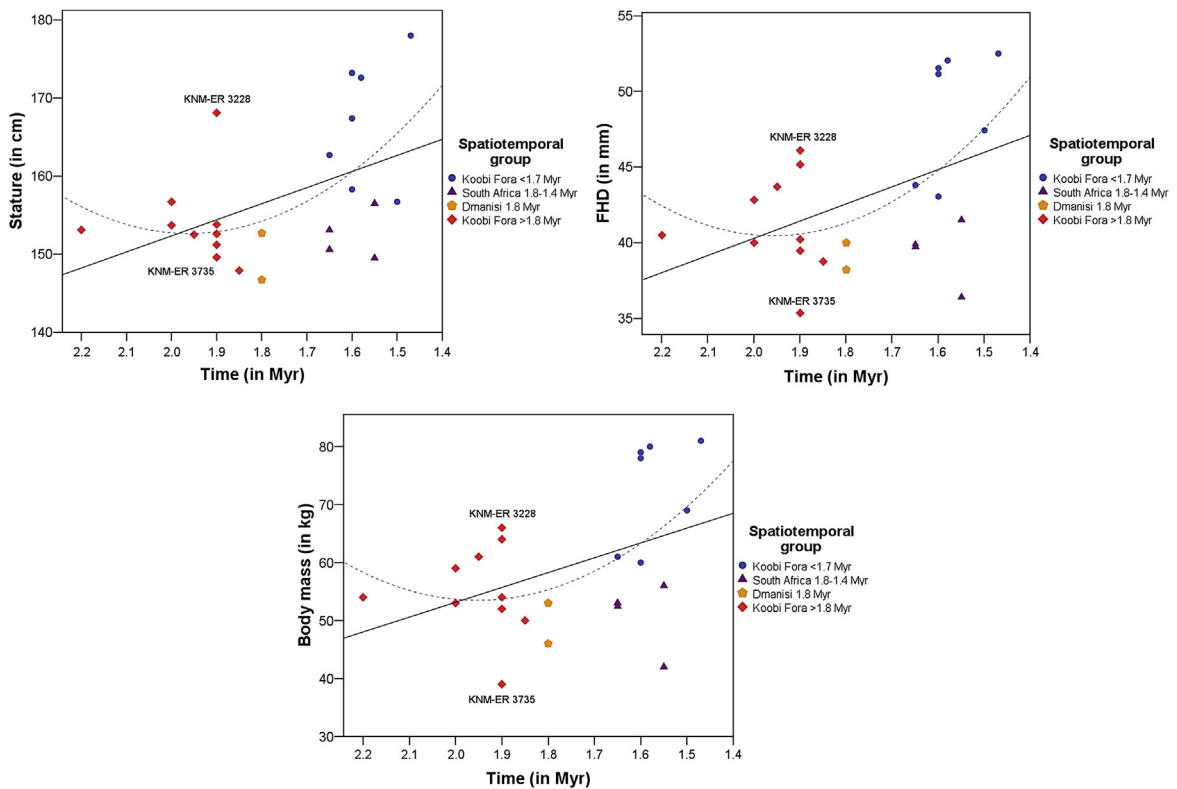 180
170
160
150
140
Stature (in cm)
KNM-ER 3228
KNM-ER 3735
2.2 2.1 2.0 1.9 1.8 1.7 1.6 1.5 1.4
Time (in Myr)
Spatiotemporal
group
Koobi Fora <1.7 Myr
South Africa 1.8-1.4 Myr
Dmanisi 1.8 Myr
Koobi Fora >1.8 Myr
55
50
45
40
35
FHD (in mm)
KNM-ER 3228
KNM-ER 3735
2.2 2.1 2.0 1.9 1.8 1.7 1.6 1.5 1.4
Time (in Myr)
Spatiotemporal
group
Koobi Fora <1.7 Myr
South Africa 1.8-1.4 Myr
Dmanisi 1.8 Myr
Koobi Fora >1.8 Myr
80
70
60
50
40
30
Body mass (in kg)
KNM-ER 3228
KNM-ER 3735
2.2 2.1 2.0 1.9 1.8 1.7 1.6 1.5 1.4
Time (in Myr)
Spatiotemporal
group
Koobi Fora <1.7 Myr
South Africa 1.8-1.4 Myr
Dmanisi 1.8 Myr
Koobi Fora >1.8 Myr